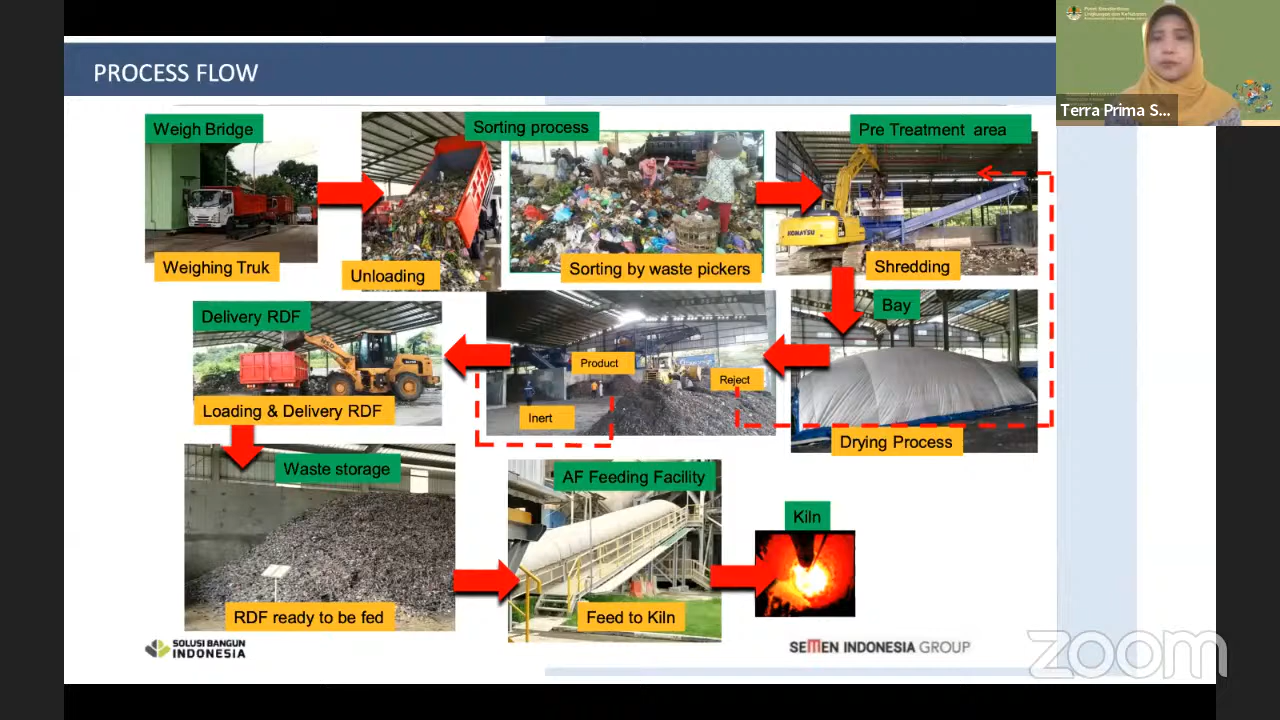 PROCESS FLOW
Weigh Bridge
Weighing Truk
Unloading
Sorting process
Sorting by waste pickers
Pre Treatment area
KOMATSU
Shredding
Delivery RDF
Loading & Delivery RDF
Product
Reject
Inert
Bay
Drying Process
Waste storage
RDF ready to be fed
AF Feeding Facility
Feed to Kiln
Kiln
SOLUSI BANGUN
INDONESIA
SEMEN INDONESIA GROUP
zoom
Terra Prima S...